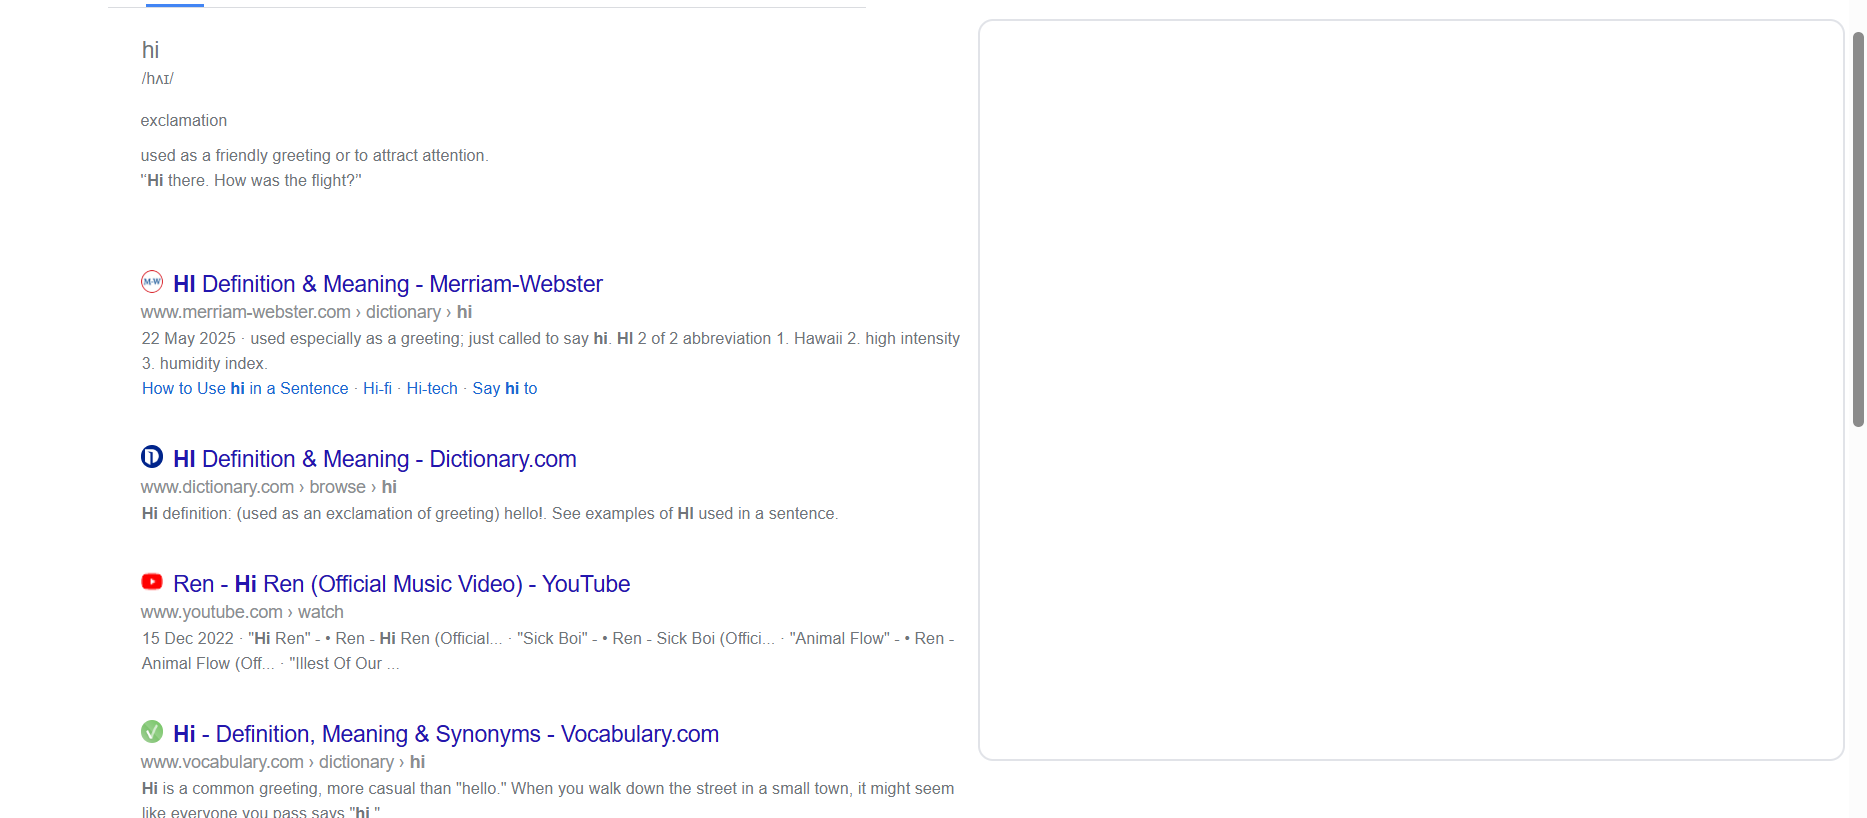 hi
/hʌɪ/
exclamation
used as a friendly greeting or to attract attention.
"Hi there. How was the flight?"
M-W
HI Definition & Meaning - Merriam-Webster
www.merriam-webster.com › dictionary › hi
22 May 2025 · used especially as a greeting; just called to say hi. HI 2 of 2 abbreviation 1. Hawaii 2. high intensity
3. humidity index.
How to Use hi in a Sentence · Hi-fi · Hi-tech · Say hi to
HI Definition & Meaning - Dictionary.com
www.dictionary.com › browse › hi
Hi definition: (used as an exclamation of greeting) hello!. See examples of HI used in a sentence.
Ren - Hi Ren (Official Music Video) - YouTube
www.youtube.com › watch
15 Dec 2022 · "Hi Ren" - • Ren - Hi Ren (Official... · "Sick Boi" - • Ren - Sick Boi (Offici... · "Animal Flow" - • Ren -
Animal Flow (Off... · "Illest Of Our ...
Hi - Definition, Meaning & Synonyms - Vocabulary.com
www.vocabulary.com › dictionary › hi
Hi is a common greeting, more casual than "hello." When you walk down the street in a small town, it might seem
like everyone you pass says "hi "